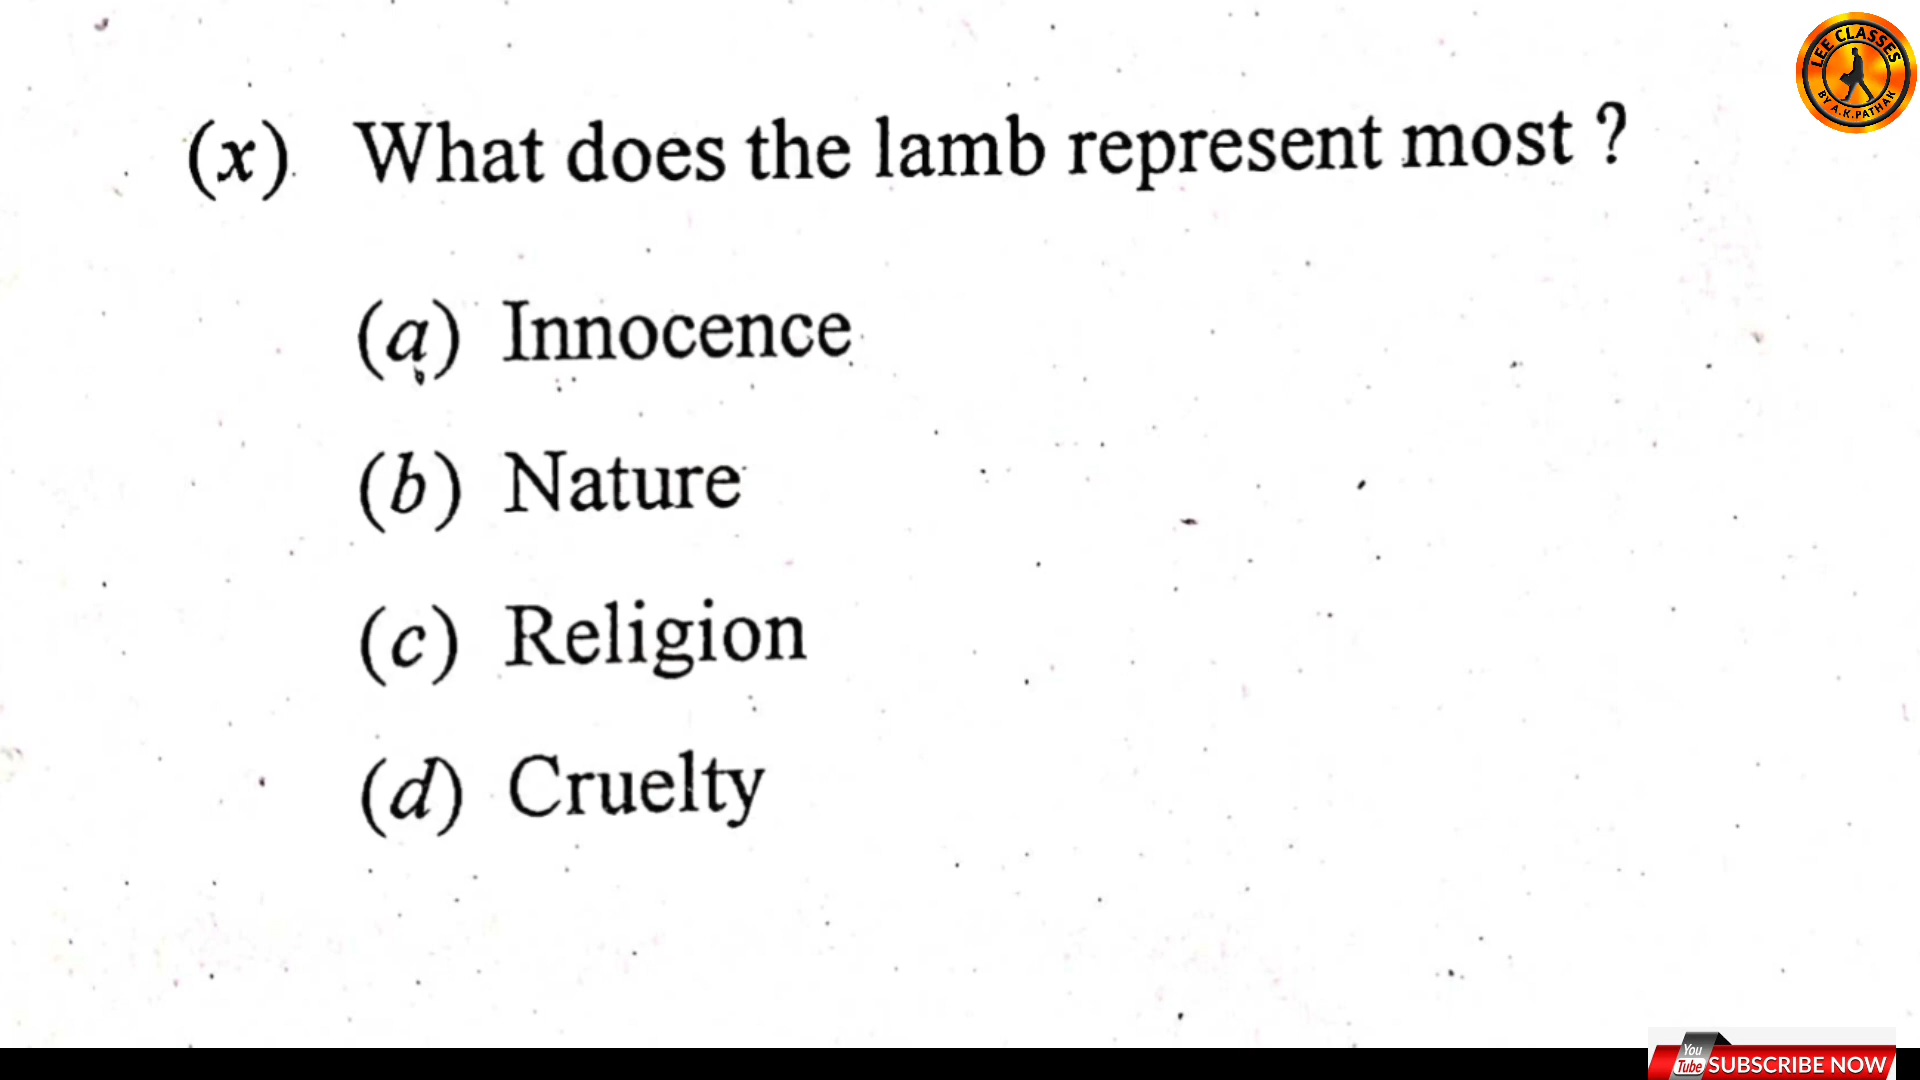 LEE CLASSES
BY A.K.PATHAK
(x) What does the lamb represent most ?
(a) Innocence
(b) Nature
(c) Religion
(d) Cruelty
You
Tube SUBSCRIBE NOW